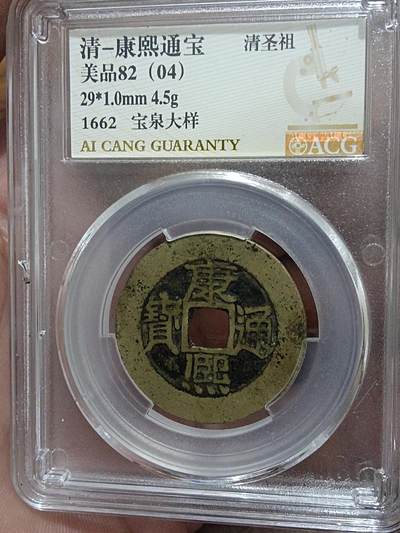 清-康熙通宝 清圣祖
美品82 (04)
29*1.0mm 4.5g
1662 宝泉大样
AI CANG GUARANTY
ACG
康
寶 通
熙